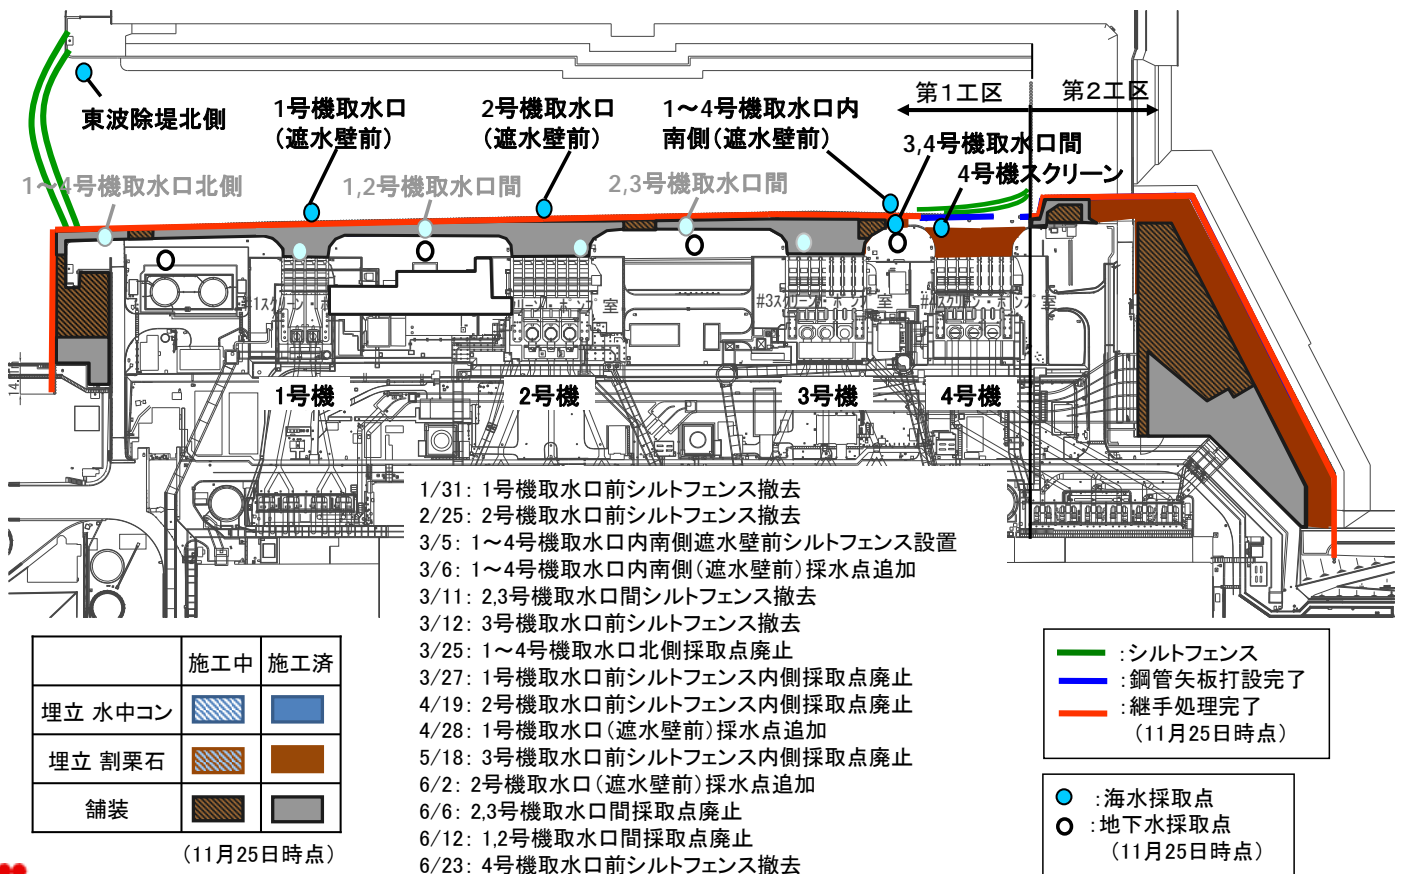 第1工区
第2工区
東波除堤北側
1号機取水口
(遮水壁前)
2号機取水口
(遮水壁前)
1～4号機取水口内
南側(遮水壁前)
3,4号機取水口間
4号機スクリーン
1～4号機取水口北側
1,2号機取水口間
2,3号機取水口間
1号機
2号機
3号機
4号機
1/31: 1号機取水口前シルトフェンス撤去
2/25: 2号機取水口前シルトフェンス撤去
3/5: 1～4号機取水口内南側遮水壁前シルトフェンス設置
3/6: 1～4号機取水口内南側(遮水壁前)採水点追加
3/11: 2,3号機取水口間シルトフェンス撤去
3/12: 3号機取水口前シルトフェンス撤去
3/25: 1～4号機取水口北側採取点廃止
3/27: 1号機取水口前シルトフェンス内側採取点廃止
4/19: 2号機取水口前シルトフェンス内側採取点廃止
4/28: 1号機取水口(遮水壁前)採水点追加
5/18: 3号機取水口前シルトフェンス内側採取点廃止
6/2: 2号機取水口(遮水壁前)採水点追加
6/6: 2,3号機取水口間採取点廃止
6/12: 1,2号機取水口間採取点廃止
6/23: 4号機取水口前シルトフェンス撤去
施工中 施工済
埋立 水中コン
埋立 割栗石
舗装
(11月25日時点)
:シルトフェンス
:鋼管矢板打設完了
:継手処理完了
(11月25日時点)
:海水採取点
:地下水採取点
(11月25日時点)